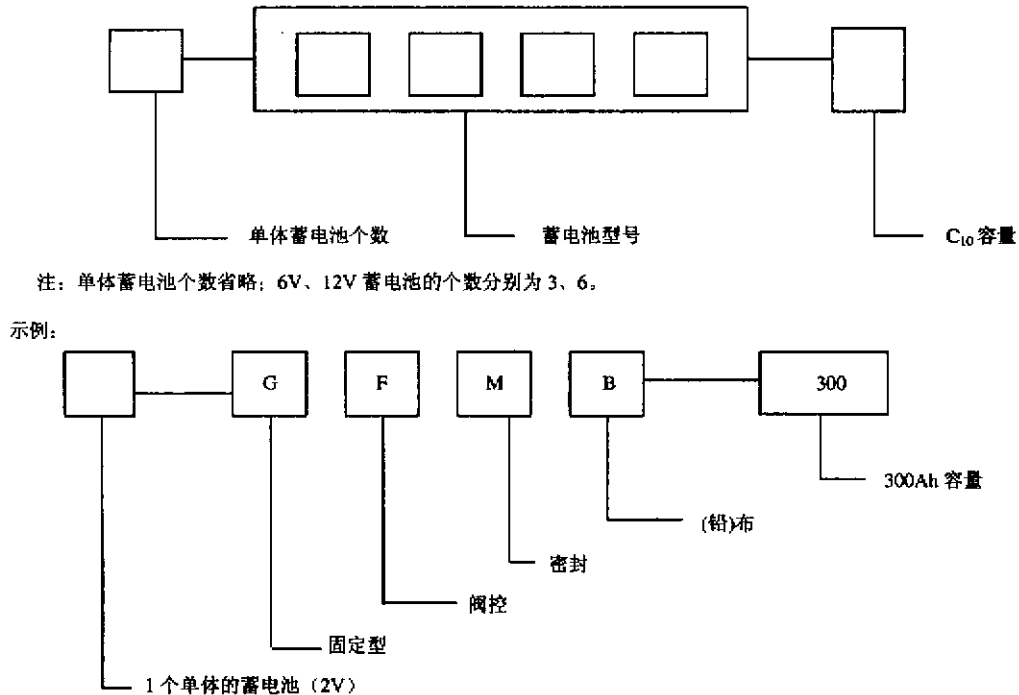 单体蓄电池个数 蓄电池型号 C10容量
注：单体蓄电池个数省略；6V、12V 蓄电池的个数分别为 3、6。
示例：
G F M B 300
300Ah 容量
(铅)布
密封
阀控
固定型
1 个单体的蓄电池（2V）